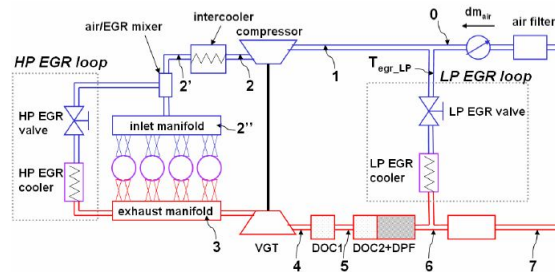 0
dm_air
air filter
intercooler
compressor
air/EGR mixer
HP EGR loop
2'
2
1
T_egr_LP
LP EGR loop
HP EGR
valve
inlet manifold
2''
LP EGR valve
HP EGR
cooler
LP EGR
cooler
exhaust manifold
3
VGT
4
DOC1
5
DOC2+DPF
6
7